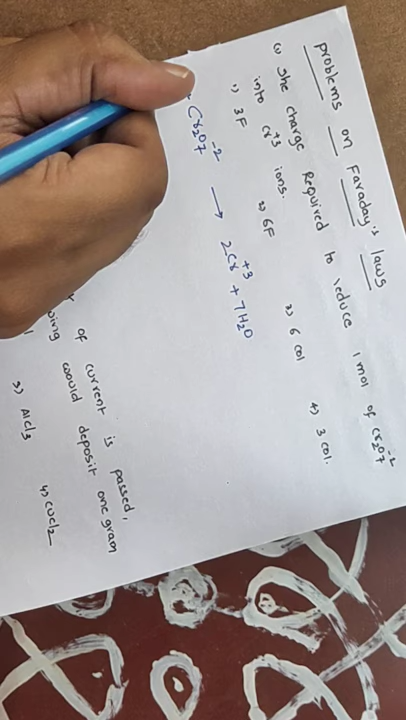 problems on Faraday's laws
(1) The charge Required to reduce 1 mol of Cr₂O₇⁻²
into Cr⁺³ ions.
1) 3F 2) 6F 3) 6 Col 4) 3 Col.
Cr₂O₇⁻² → 2Cr⁺³ + 7H₂O
of current is passed,
would deposit one gram
3) AlCl₃ 4) CuCl₂